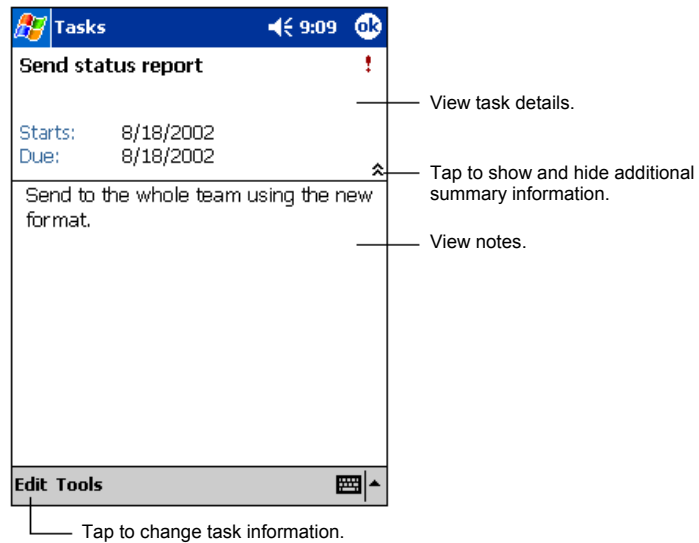 Tasks 9:09 ok
Send status report !
View task details.
Starts: 8/18/2002
Due: 8/18/2002
Tap to show and hide additional
summary information.
Send to the whole team using the new
format.
View notes.
Edit Tools
Tap to change task information.